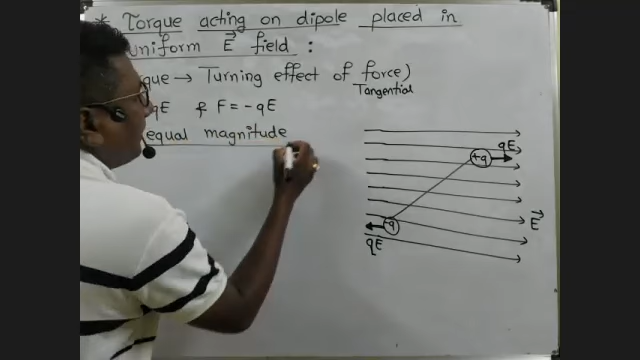 * Torque acting on dipole placed in
uniform E⃗ field :
que → Turning effect of force)
Tangential
qE & F = -qE
equal magnitude
qE
+q
-q
qE
E⃗